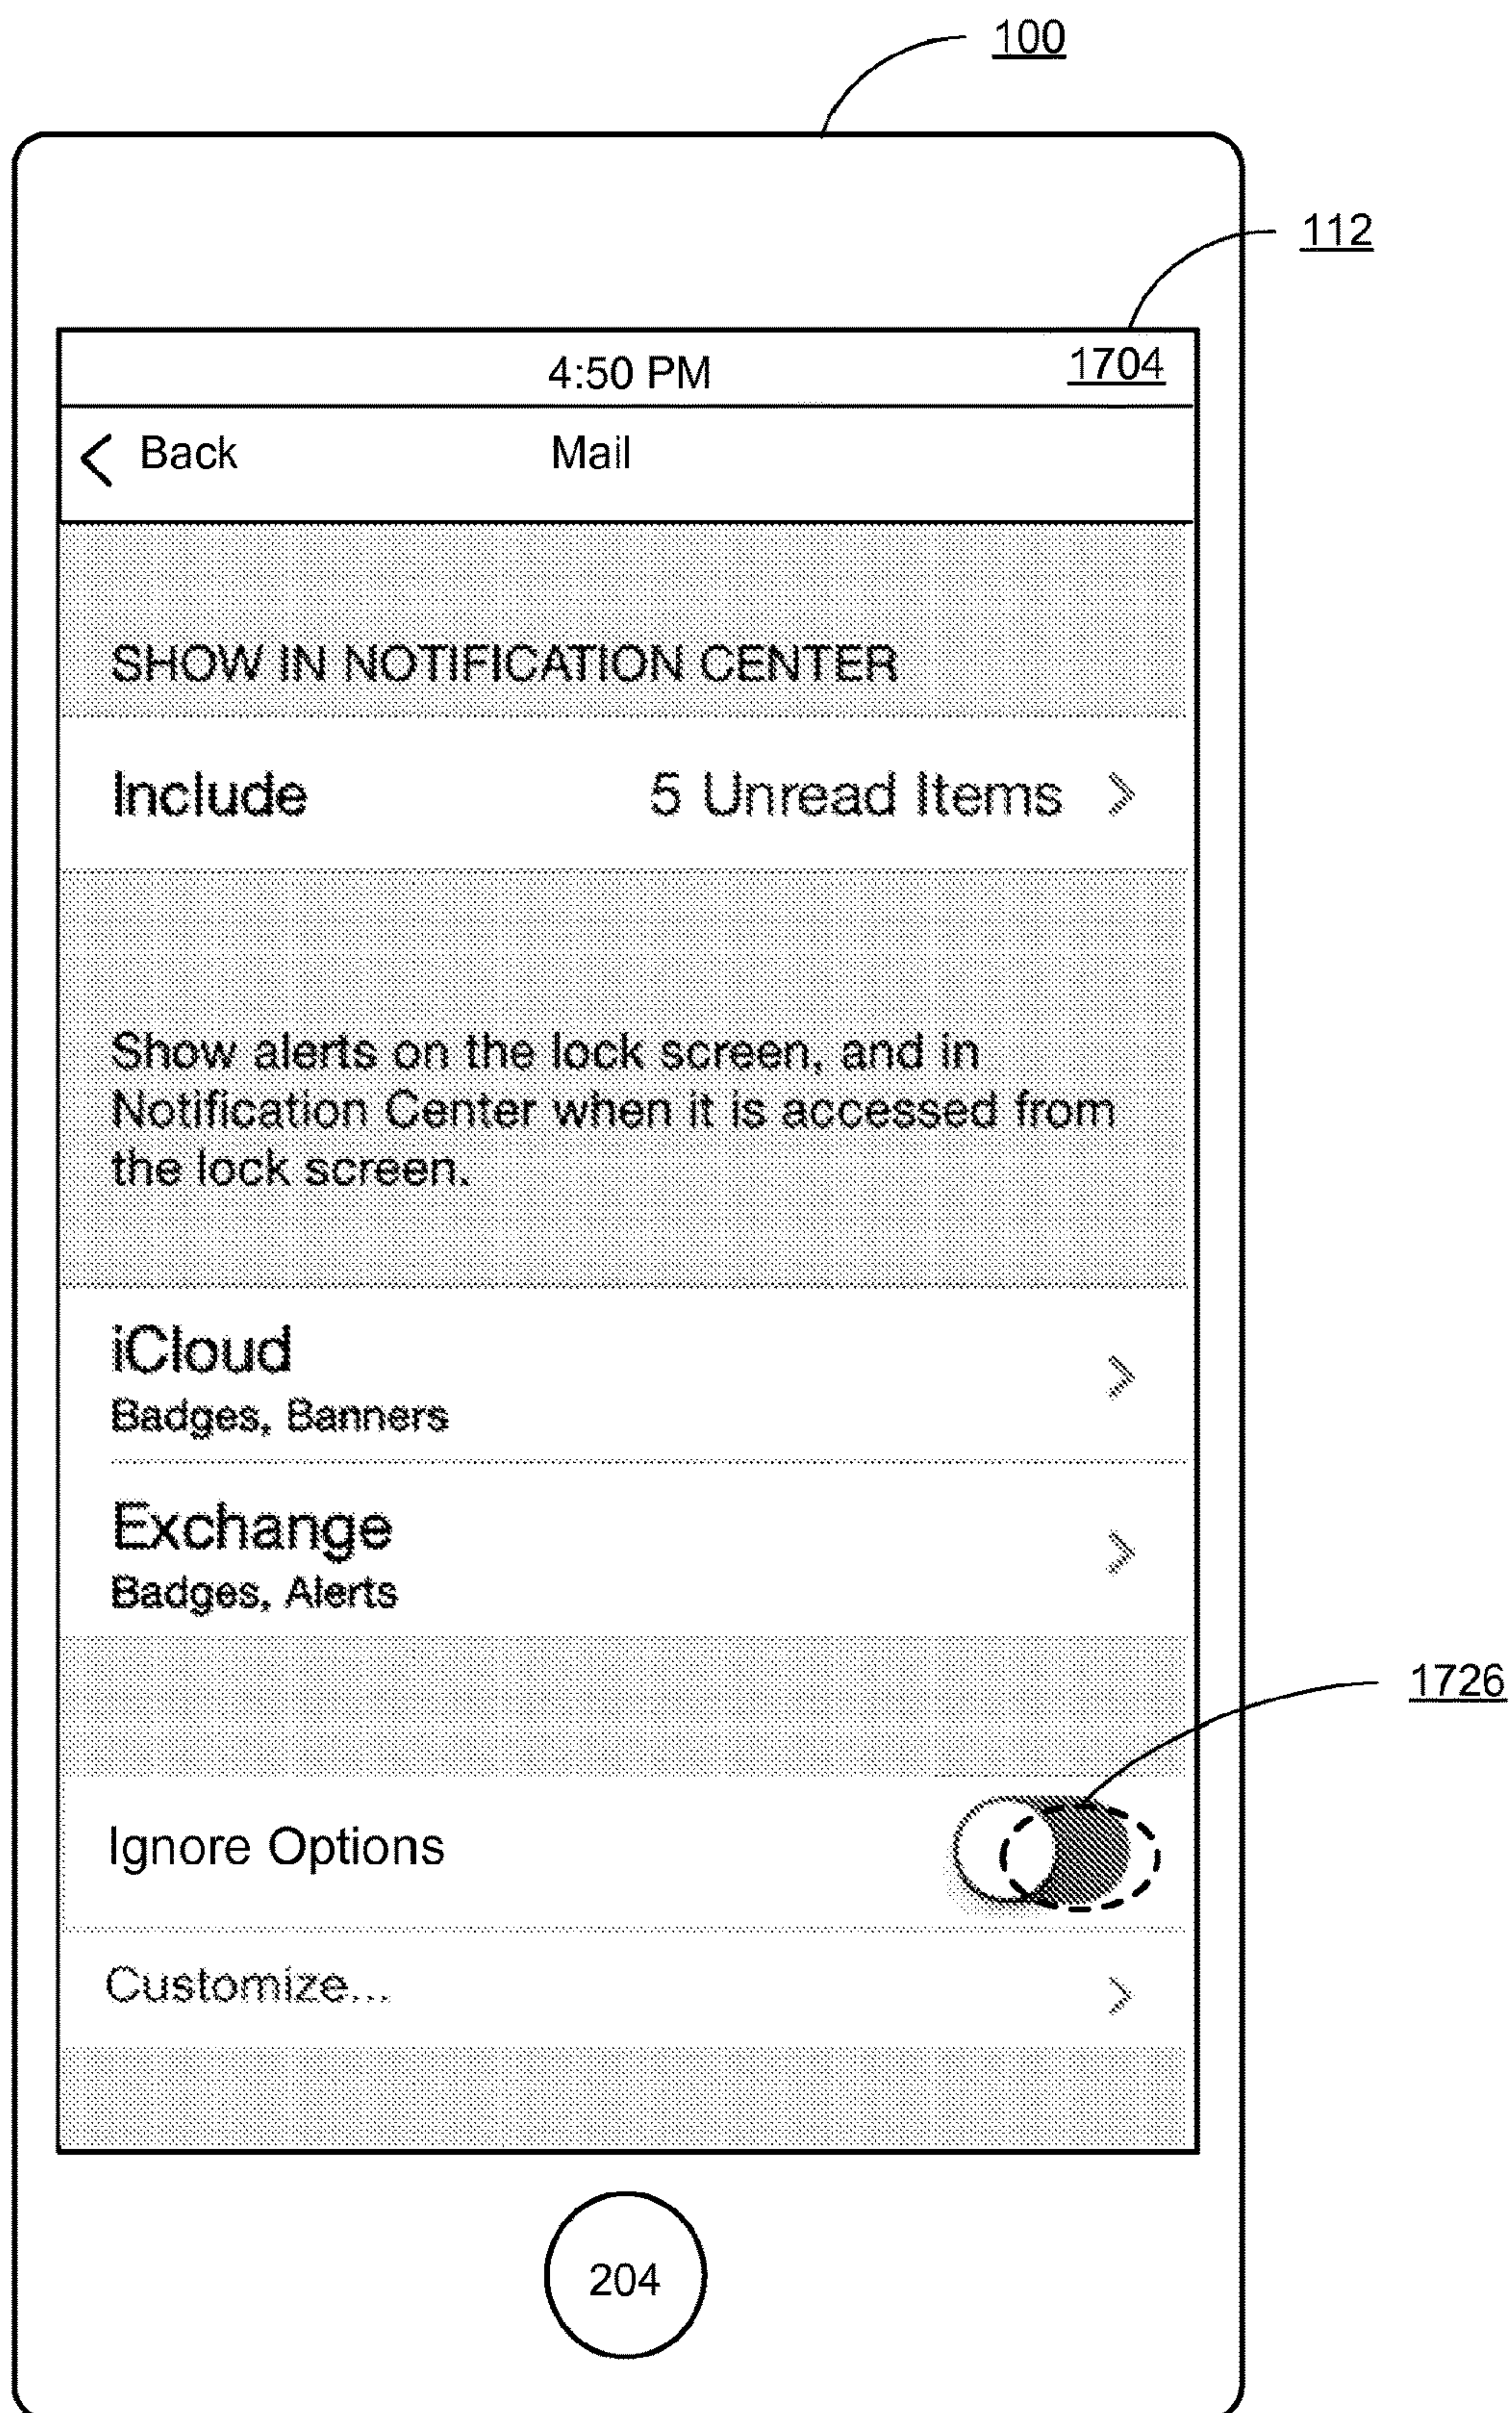 100
112
4:50 PM 1704
Back Mail
SHOW IN NOTIFICATION CENTER
Include 5 Unread Items
Show alerts on the lock screen, and in
Notification Center when it is accessed from
the lock screen.
iCloud
Badges, Banners
Exchange
Badges, Alerts
1726
Ignore Options
Customize...
204